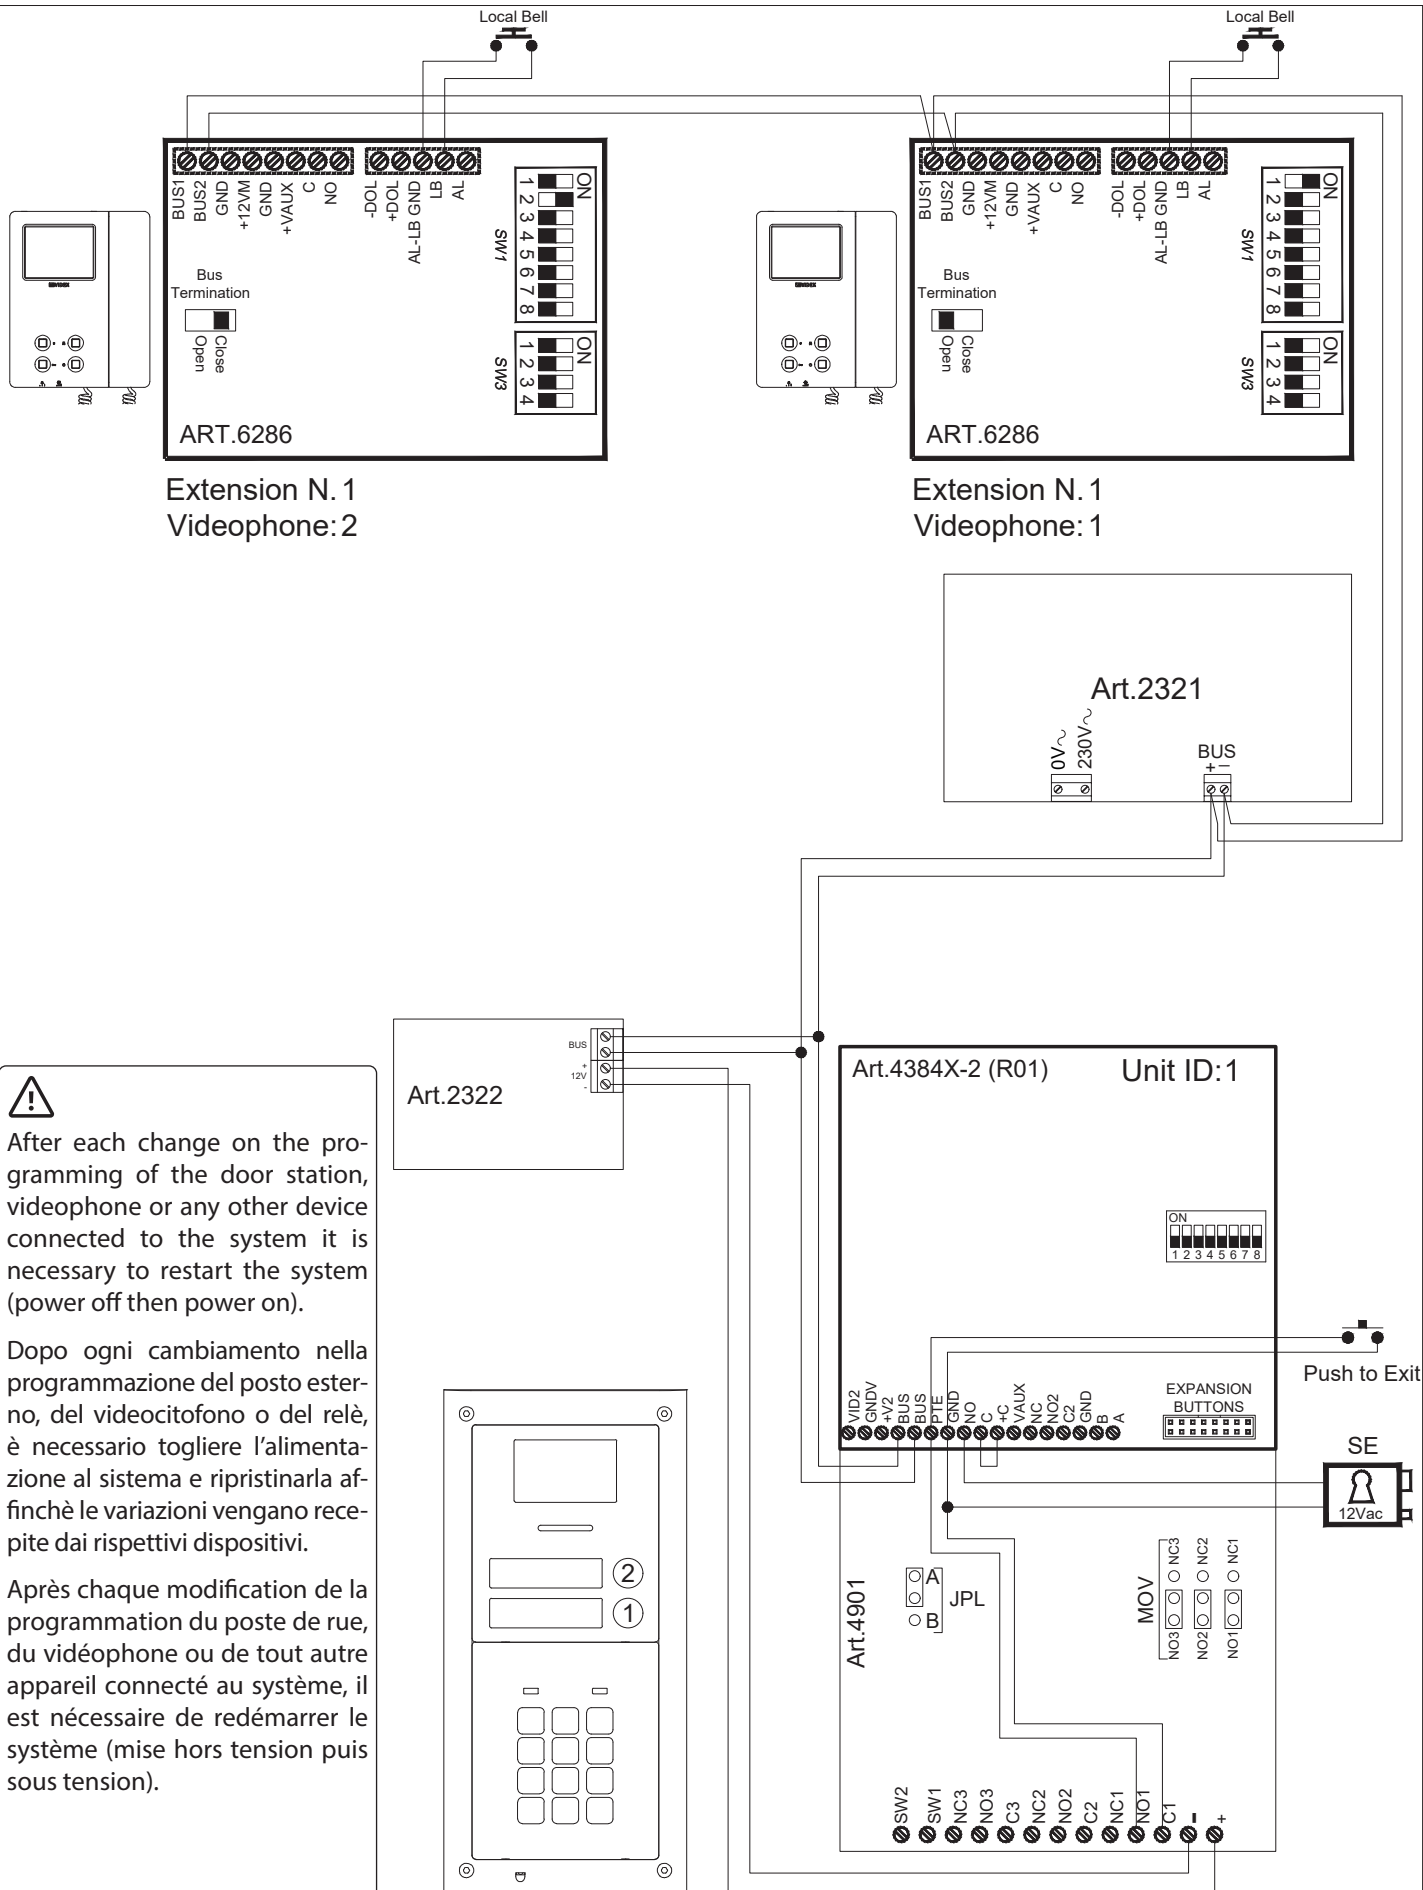 Local Bell
Local Bell
BUS1
BUS2
GND
+12VM
GND
+VAUX
C
NO
-DOL
+DOL
AL-LB GND
LB
AL
ON
1 2 3 4 5 6 7 8
SW1
Bus
Termination
Open
Close
ON
1 2 3 4
SW3
ART.6286
Extension N. 1
Videophone: 2
BUS1
BUS2
GND
+12VM
GND
+VAUX
C
NO
-DOL
+DOL
AL-LB GND
LB
AL
ON
1 2 3 4 5 6 7 8
SW1
Bus
Termination
Open
Close
ON
1 2 3 4
SW3
ART.6286
Extension N. 1
Videophone: 1
Art.2321
0V~
230V~
BUS
+ –
Art.2322
BUS
+
12V
-
After each change on the pro-
gramming of the door station,
videophone or any other device
connected to the system it is
necessary to restart the system
(power off then power on).
Dopo ogni cambiamento nella
programmazione del posto ester-
no, del videocitofono o del relè,
è necessario togliere l’alimenta-
zione al sistema e ripristinarla af-
finchè le variazioni vengano rece-
pite dai rispettivi dispositivi.
Après chaque modification de la
programmation du poste de rue,
du vidéophone ou de tout autre
appareil connecté au système, il
est nécessaire de redémarrer le
système (mise hors tension puis
sous tension).
2
1
Art.4384X-2 (R01)
Unit ID:1
ON
1 2 3 4 5 6 7 8
Push to Exit
VID2
GNDV
+V2
BUS
BUS
PTE
GND
NO
C
+C
VAUX
NC
NO2
C2
GND
B
A
EXPANSION
BUTTONS
SE
12Vac
Art.4901
A
B
JPL
MOV
NC3
NC2
NC1
NO3
NO2
NO1
SW2
SW1
NC3
NO3
C3
NC2
NO2
C2
NC1
NO1
C1
-
+